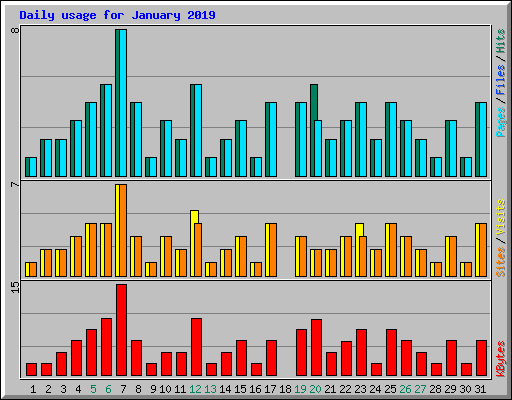 Daily usage for January 2019
8
Pages / Files / Hits
7
Sites / Visits
15
KBytes
1 2 3 4 5 6 7 8 9 10 11 12 13 14 15 16 17 18 19 20 21 22 23 24 25 26 27 28 29 30 31